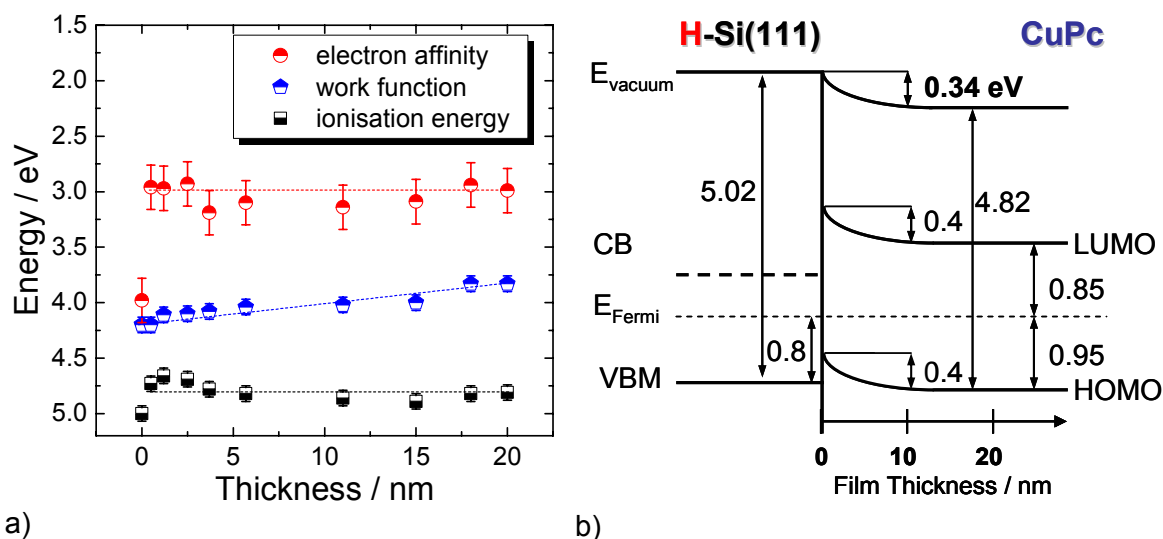 electron affinity
work function
ionisation energy
Energy / eV
1.5
2.0
2.5
3.0
3.5
4.0
4.5
5.0
0 5 10 15 20
Thickness / nm
a)
H-Si(111) CuPc
Evacuum
0.34 eV
5.02
4.82
0.4
CB
LUMO
0.85
EFermi
0.8
0.95
VBM
0.4
HOMO
0 10 20
Film Thickness / nm
b)